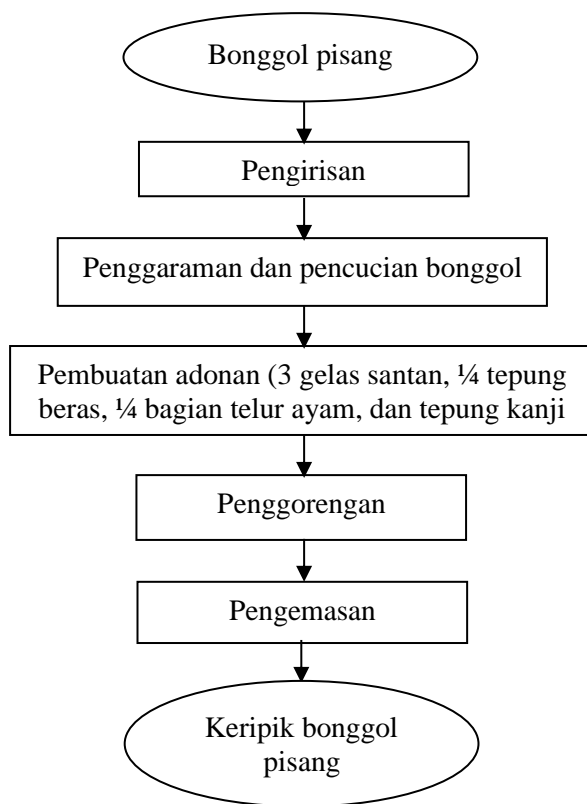 Bonggol pisang
Pengirisan
Penggaraman dan pencucian bonggol
Pembuatan adonan (3 gelas santan, ¼ tepung
beras, ¼ bagian telur ayam, dan tepung kanji
Penggorengan
Pengemasan
Keripik bonggol
pisang